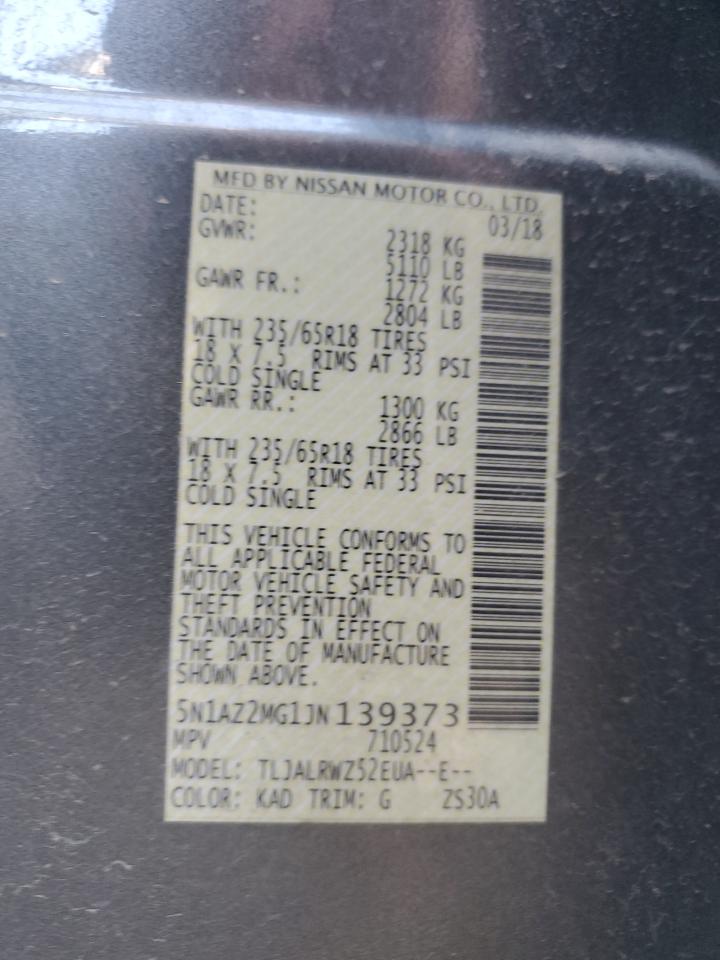 MFD BY NISSAN MOTOR CO., LTD.
DATE: 03/18
GVWR: 2318 KG
5110 LB
GAWR FR.: 1272 KG
2804 LB
WITH 235/65R18 TIRES
18 X 7.5 RIMS AT 33 PSI
COLD SINGLE
GAWR RR.: 1300 KG
2866 LB
WITH 235/65R18 TIRES
18 X 7.5 RIMS AT 33 PSI
COLD SINGLE
THIS VEHICLE CONFORMS TO
ALL APPLICABLE FEDERAL
MOTOR VEHICLE SAFETY AND
THEFT PREVENTION
STANDARDS IN EFFECT ON
THE DATE OF MANUFACTURE
SHOWN ABOVE.
5N1AZ2MG1JN139373
MPV 710524
MODEL: TLJALRWZ52EUA--E--
COLOR: KAD TRIM: G ZS30A